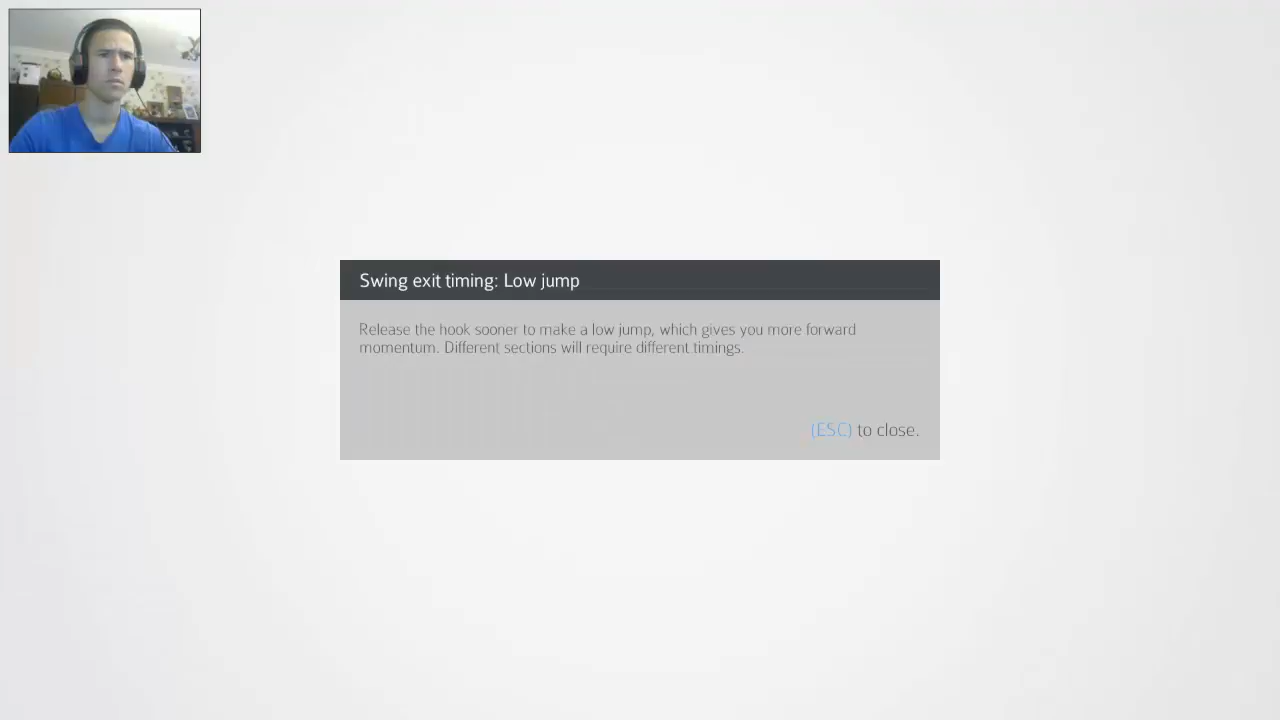 Swing exit timing: Low jump
Release the hook sooner to make a low jump, which gives you more forward
momentum. Different sections will require different timings.
(ESC) to close.